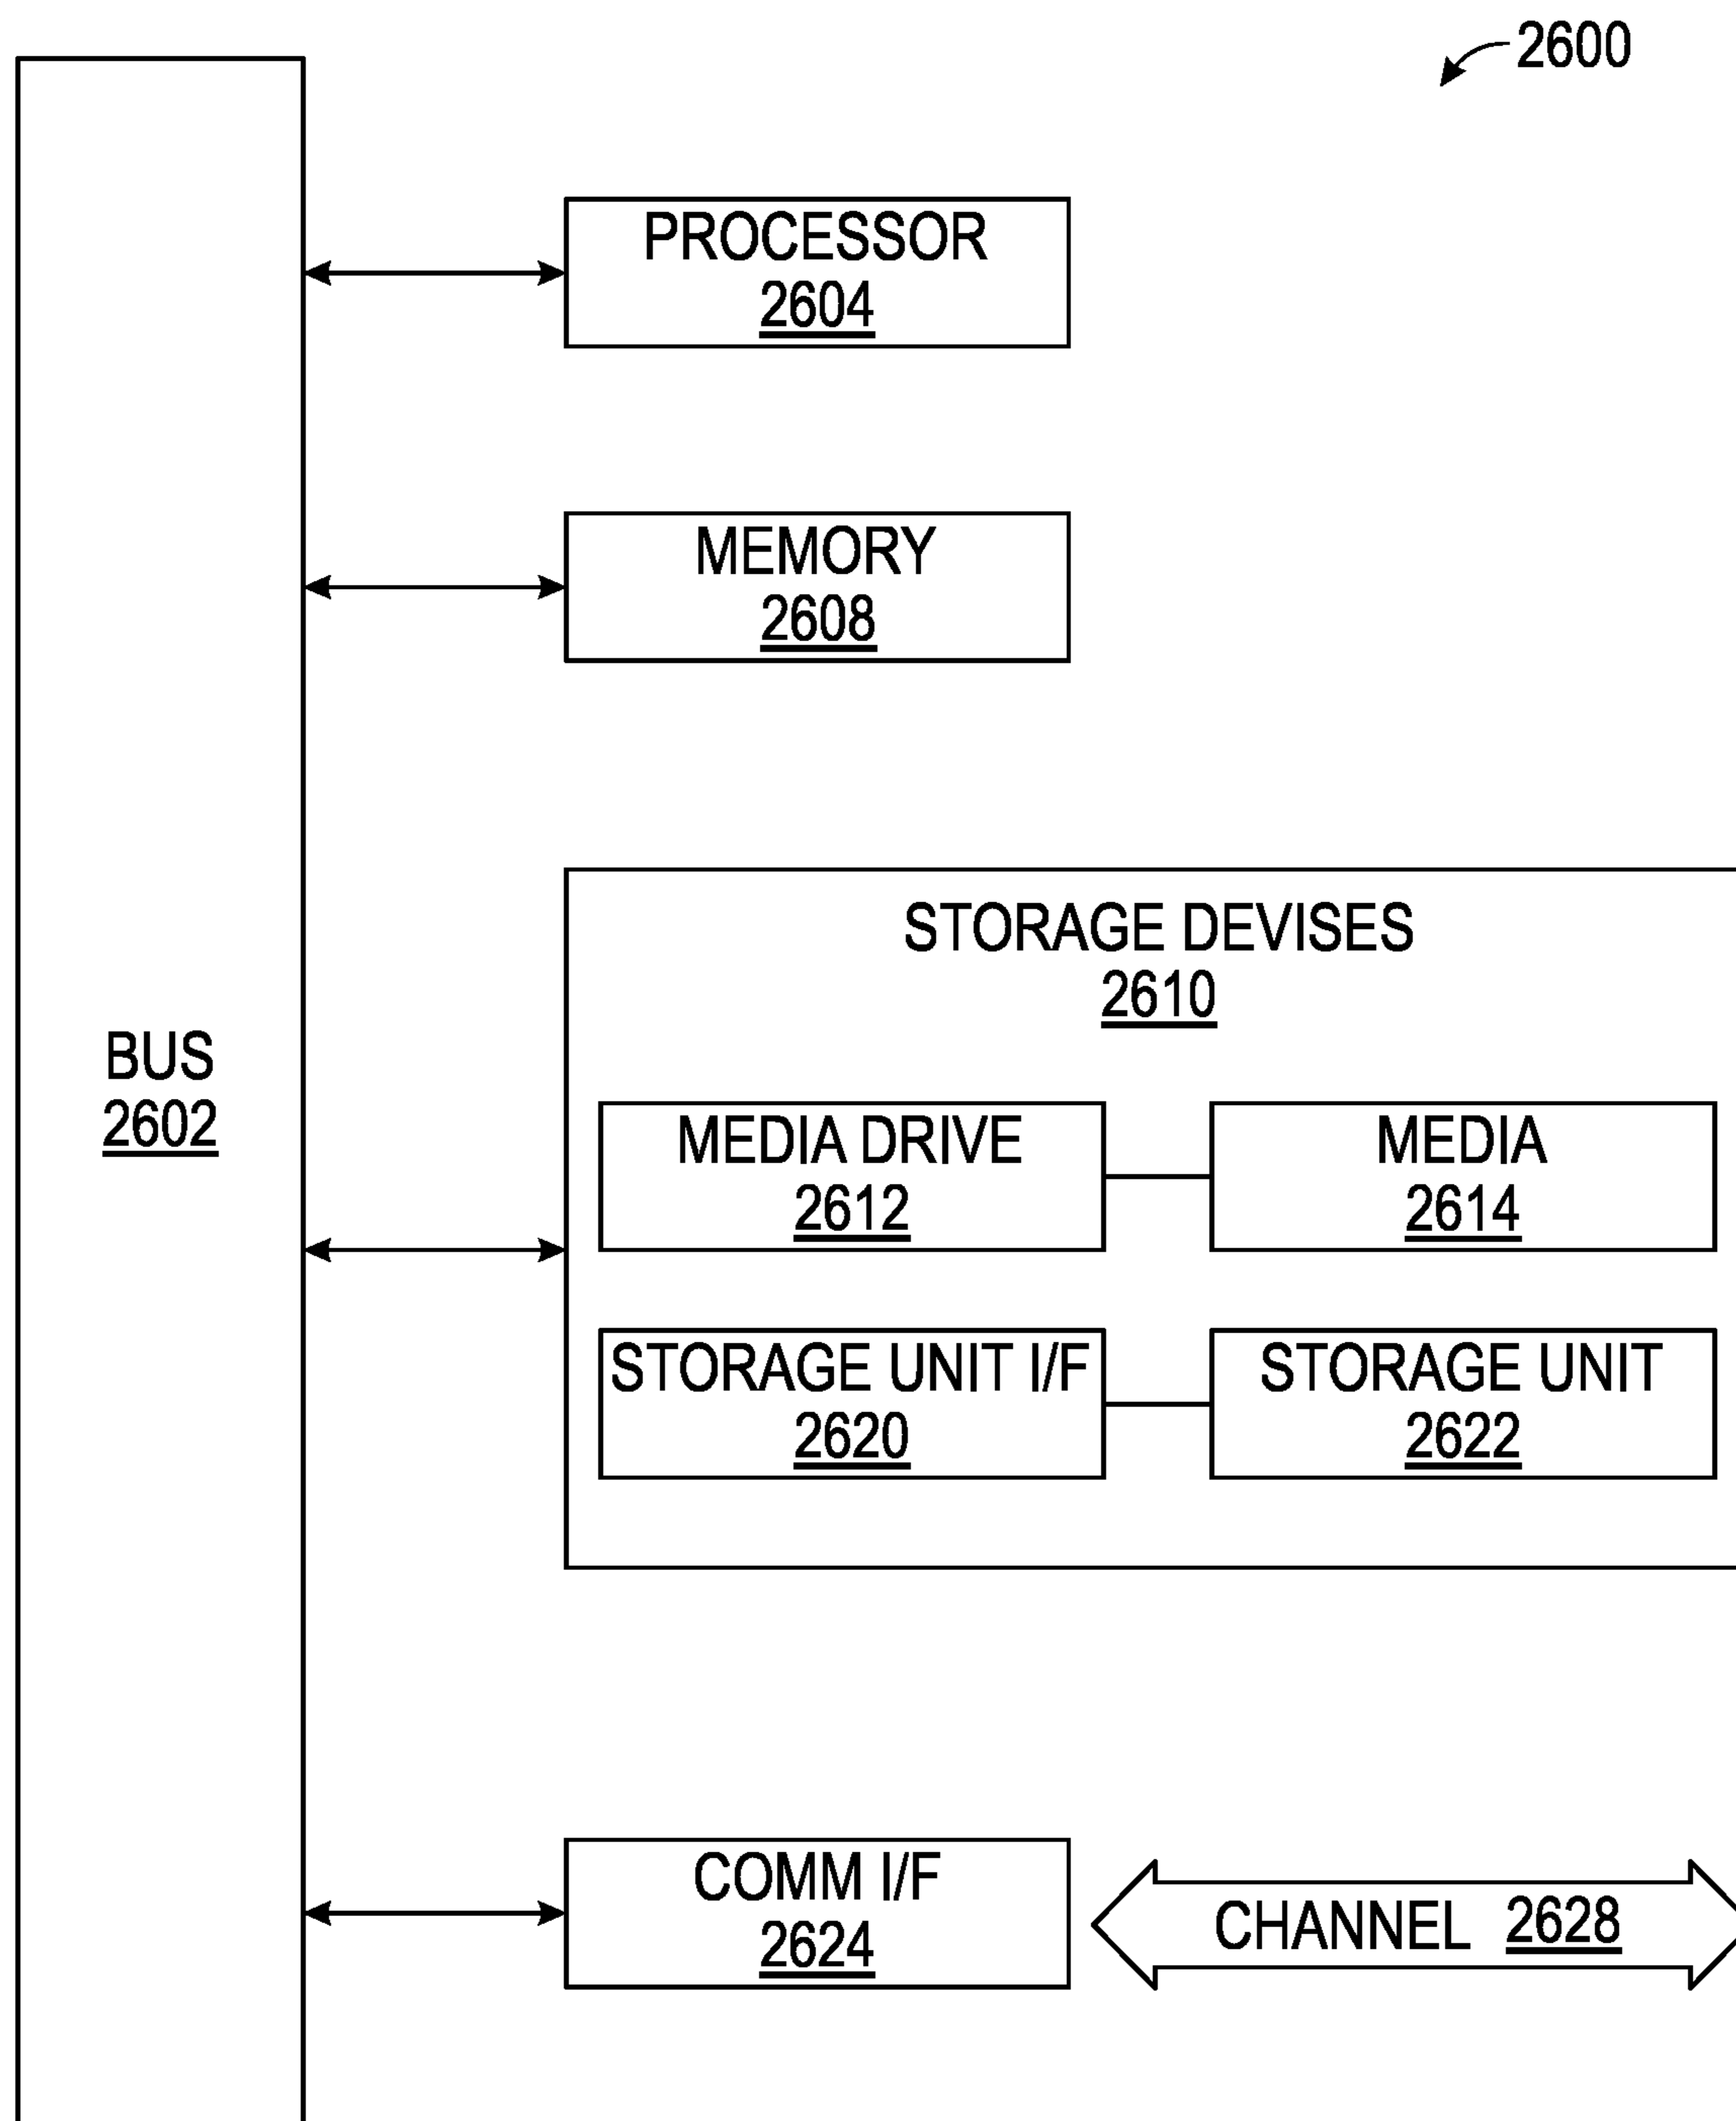 2600
PROCESSOR
2604
MEMORY
2608
STORAGE DEVISES
2610
BUS
2602
MEDIA DRIVE
2612
MEDIA
2614
STORAGE UNIT I/F
2620
STORAGE UNIT
2622
COMM I/F
2624
CHANNEL 2628